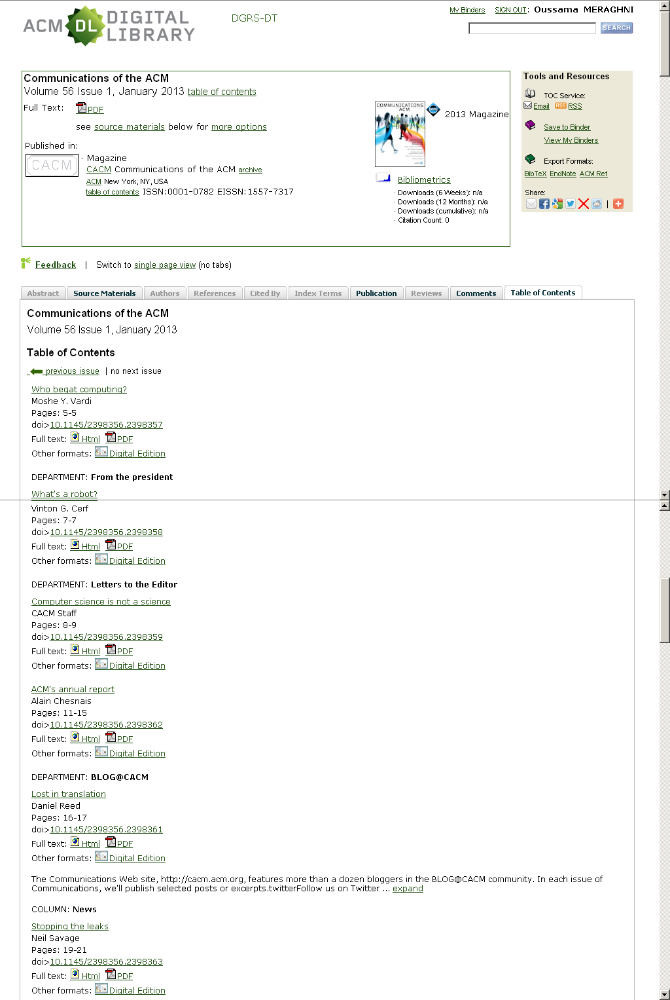 ACM DL DIGITAL LIBRARY
DGRS-DT
My Binders SIGN OUT: Oussama MERAGHNI
SEARCH
Communications of the ACM
Volume 56 Issue 1, January 2013 table of contents
Full Text: PDF
see source materials below for more options
Published in:
CACM
· Magazine
CACM Communications of the ACM archive
ACM New York, NY, USA
table of contents ISSN:0001-0782 EISSN:1557-7317
COMMUNICATIONS
ACM
2013 Magazine
Bibliometrics
· Downloads (6 Weeks): n/a
· Downloads (12 Months): n/a
· Downloads (cumulative): n/a
· Citation Count: 0
Tools and Resources
TOC Service:
Email RSS RSS
Save to Binder
View My Binders
Export Formats:
BibTeX EndNote ACM Ref
Share:
|
Feedback | Switch to single page view (no tabs)
Abstract Source Materials Authors References Cited By Index Terms Publication Reviews Comments Table of Contents
Communications of the ACM
Volume 56 Issue 1, January 2013
Table of Contents
previous issue | no next issue
Who begat computing?
Moshe Y. Vardi
Pages: 5-5
doi>10.1145/2398356.2398357
Full text: Html PDF
Other formats: Digital Edition
DEPARTMENT: From the president
What's a robot?
Vinton G. Cerf
Pages: 7-7
doi>10.1145/2398356.2398358
Full text: Html PDF
Other formats: Digital Edition
DEPARTMENT: Letters to the Editor
Computer science is not a science
CACM Staff
Pages: 8-9
doi>10.1145/2398356.2398359
Full text: Html PDF
Other formats: Digital Edition
ACM's annual report
Alain Chesnais
Pages: 11-15
doi>10.1145/2398356.2398362
Full text: Html PDF
Other formats: Digital Edition
DEPARTMENT: BLOG@CACM
Lost in translation
Daniel Reed
Pages: 16-17
doi>10.1145/2398356.2398361
Full text: Html PDF
Other formats: Digital Edition
The Communications Web site, http://cacm.acm.org, features more than a dozen bloggers in the BLOG@CACM community. In each issue of
Communications, we'll publish selected posts or excerpts.twitterFollow us on Twitter ... expand
COLUMN: News
Stopping the leaks
Neil Savage
Pages: 19-21
doi>10.1145/2398356.2398363
Full text: Html PDF
Other formats: Digital Edition